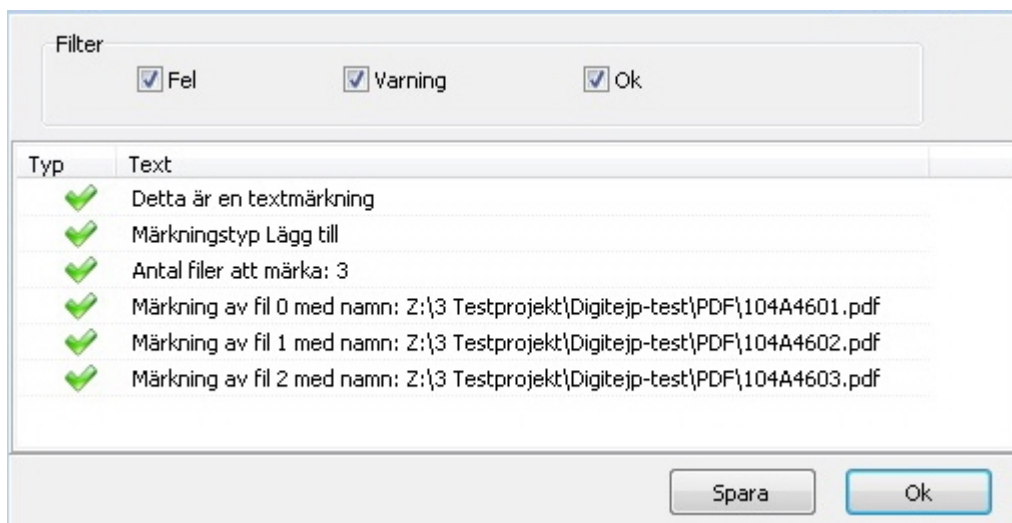 Filter
Fel Varning Ok
Typ Text
Detta är en textmärkning
Märkningstyp Lägg till
Antal filer att märka: 3
Märkning av fil 0 med namn: Z:\3 Testprojekt\Digitejp-test\PDF\104A4601.pdf
Märkning av fil 1 med namn: Z:\3 Testprojekt\Digitejp-test\PDF\104A4602.pdf
Märkning av fil 2 med namn: Z:\3 Testprojekt\Digitejp-test\PDF\104A4603.pdf
Spara Ok